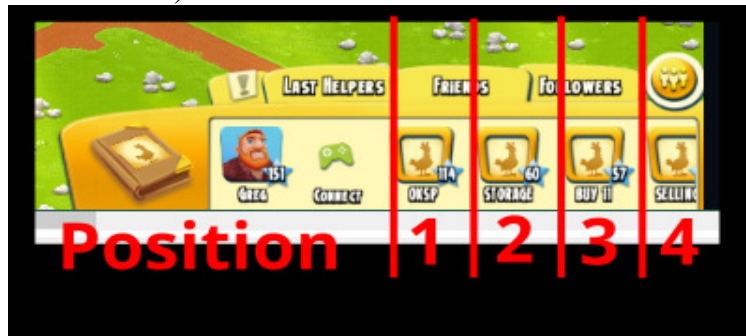 LAST HELPERS FRIENDS FOLLOWERS
151 114 60 57
GREG CONNECT OKSP STORAGE BUY 11 SELLING
Position 1 2 3 4